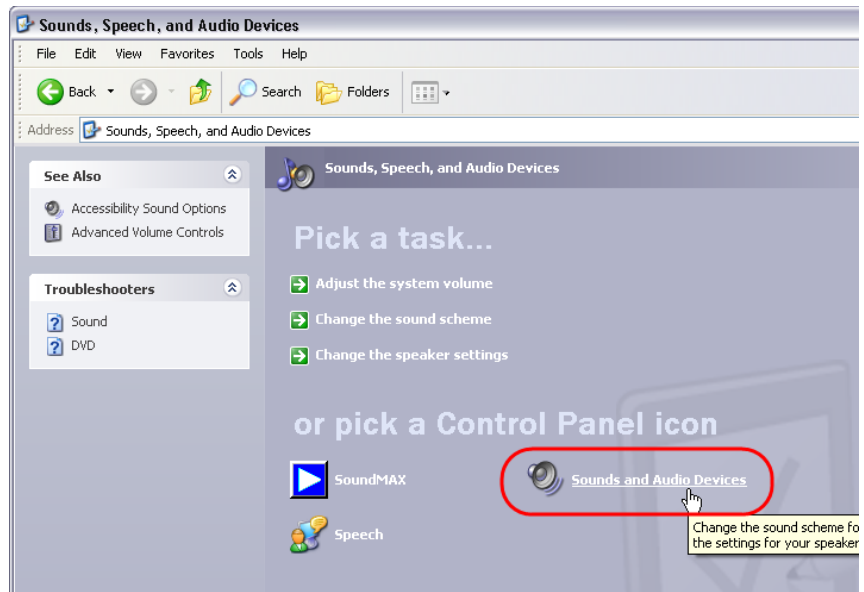 Sounds, Speech, and Audio Devices
File Edit View Favorites Tools Help
Back Search Folders
Address Sounds, Speech, and Audio Devices
See Also
Accessibility Sound Options
Advanced Volume Controls
Troubleshooters
Sound
DVD
Sounds, Speech, and Audio Devices
Pick a task...
Adjust the system volume
Change the sound scheme
Change the speaker settings
or pick a Control Panel icon
SoundMAX
Sounds and Audio Devices
Speech
Change the sound scheme fo
the settings for your speaker